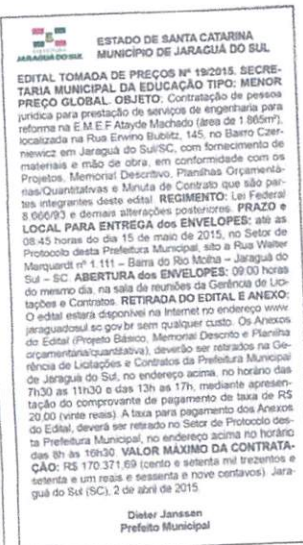 ESTADO DE SANTA CATARINA
MUNICÍPIO DE JARAGUÁ DO SUL
JARAGUÁ DO SUL
EDITAL TOMADA DE PREÇOS Nº 19/2015. SECRE-
TARIA MUNICIPAL DA EDUCAÇÃO TIPO: MENOR
PREÇO GLOBAL. OBJETO: Contratação de pessoa
jurídica para prestação de serviços de engenharia para
reforma na E.M.E.F Atayde Machado (área de 1.865m²),
localizada na Rua Erwino Bublitz, 145, no Bairro Czer-
niewicz em Jaraguá do Sul/SC, com fornecimento de
materiais e mão de obra, em conformidade com os
Projetos, Memorial Descritivo, Planilhas Orçamentá-
rias/Quantitativas e Minuta de Contrato que são par-
tes integrantes deste edital. REGIMENTO: Lei Federal
8.666/93 e demais alterações posteriores. PRAZO e
LOCAL PARA ENTREGA dos ENVELOPES: até as
08:45 horas do dia 15 de maio de 2015, no Setor de
Protocolo desta Prefeitura Municipal, sito a Rua Walter
Marquardt nº 1.111 – Barra do Rio Molha – Jaraguá do
Sul – SC. ABERTURA dos ENVELOPES: 09:00 horas
do mesmo dia, na sala de reuniões da Gerência de Lici-
tações e Contratos. RETIRADA DO EDITAL E ANEXO:
O edital estará disponível na Internet no endereço www.
jaraguadosul.sc.gov.br sem qualquer custo. Os Anexos
do Edital (Projeto Básico, Memorial Descrito e Planilha
orçamentária/quantitativa), deverão ser retirados na Ge-
rência de Licitações e Contratos da Prefeitura Municipal
de Jaraguá do Sul, no endereço acima, no horário das
7h30 às 11h30 e das 13h às 17h, mediante apresen-
tação do comprovante de pagamento de taxa de R$
20,00 (vinte reais). A taxa para pagamento dos Anexos
do Edital, deverá ser retirado no Setor de Protocolo des-
ta Prefeitura Municipal, no endereço acima no horário
das 8h às 16h30. VALOR MÁXIMO DA CONTRATA-
ÇÃO: R$ 170.371,69 (cento e setenta mil trezentos e
setenta e um reais e sessenta e nove centavos). Jara-
guá do Sul (SC), 2 de abril de 2015.
Dieter Janssen
Prefeito Municipal